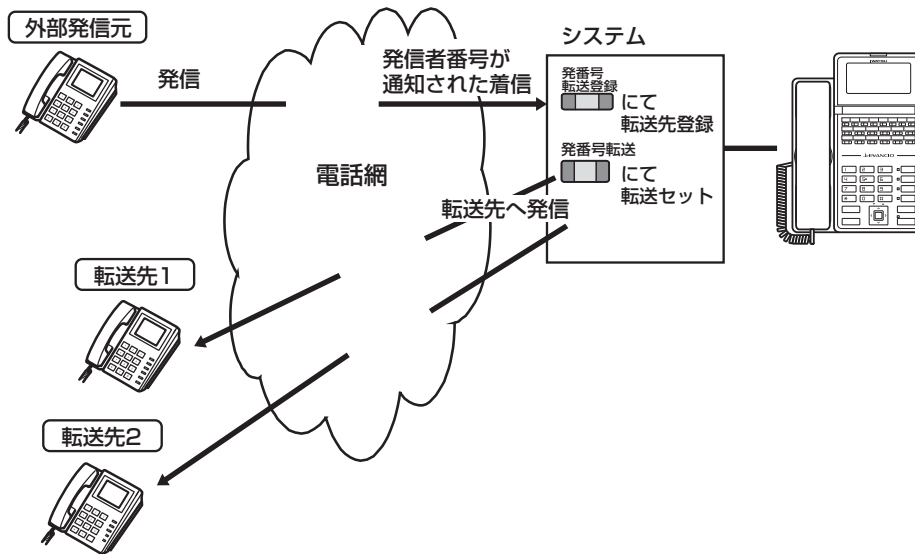 外部発信元
発信
発信者番号が
通知された着信
システム
発番号
転送登録
にて
転送先登録
発番号転送
にて
転送セット
電話網
転送先へ発信
転送先1
転送先2